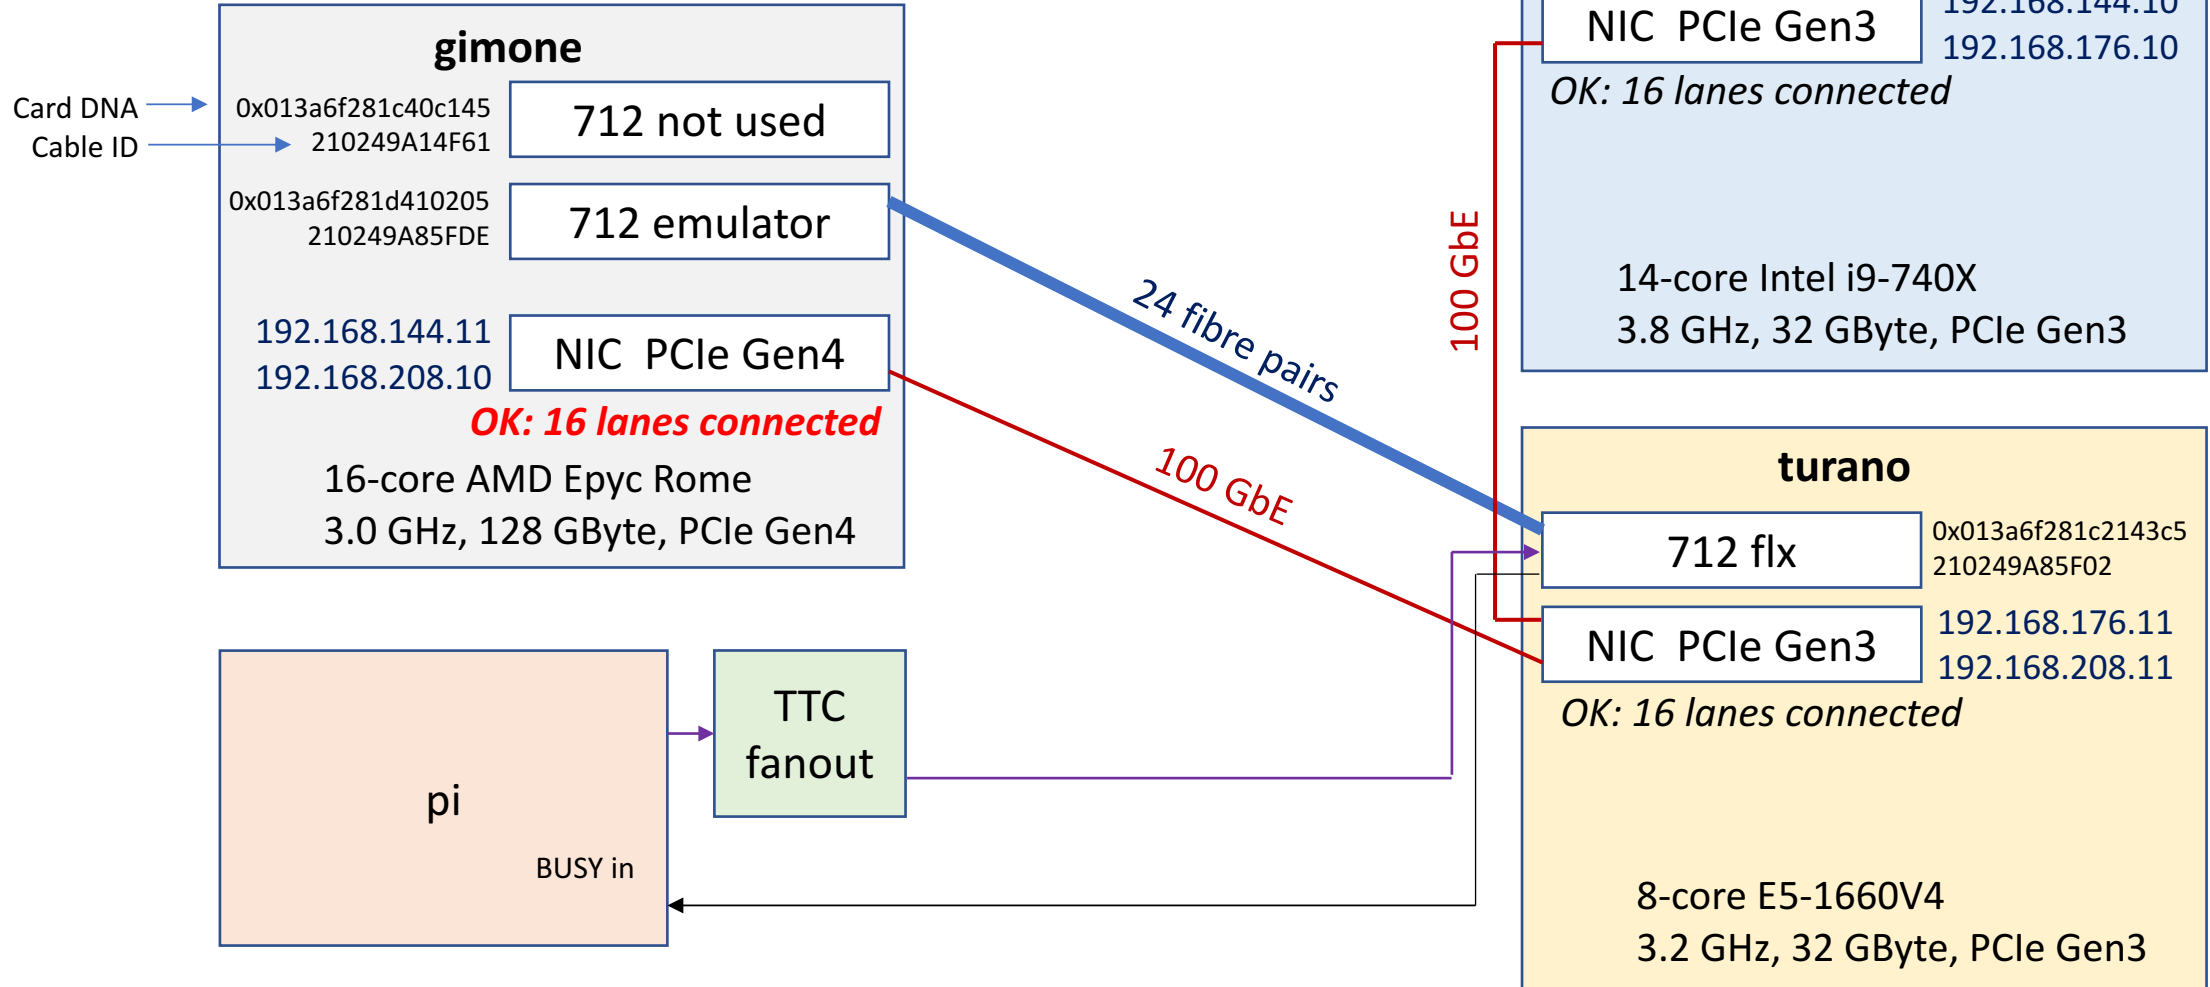 gimone
Card DNA
Cable ID
0x013a6f281c40c145
210249A14F61
712 not used
0x013a6f281d410205
210249A85FDE
712 emulator
192.168.144.11
192.168.208.10
NIC PCIe Gen4
OK: 16 lanes connected
16-core AMD Epyc Rome
3.0 GHz, 128 GByte, PCIe Gen4
24 fibre pairs
100 GbE
100 GbE
NIC PCIe Gen3
192.168.144.10
192.168.176.10
OK: 16 lanes connected
14-core Intel i9-740X
3.8 GHz, 32 GByte, PCIe Gen3
turano
712 flx
0x013a6f281c2143c5
210249A85F02
NIC PCIe Gen3
192.168.176.11
192.168.208.11
OK: 16 lanes connected
8-core E5-1660V4
3.2 GHz, 32 GByte, PCIe Gen3
pi
BUSY in
TTC
fanout